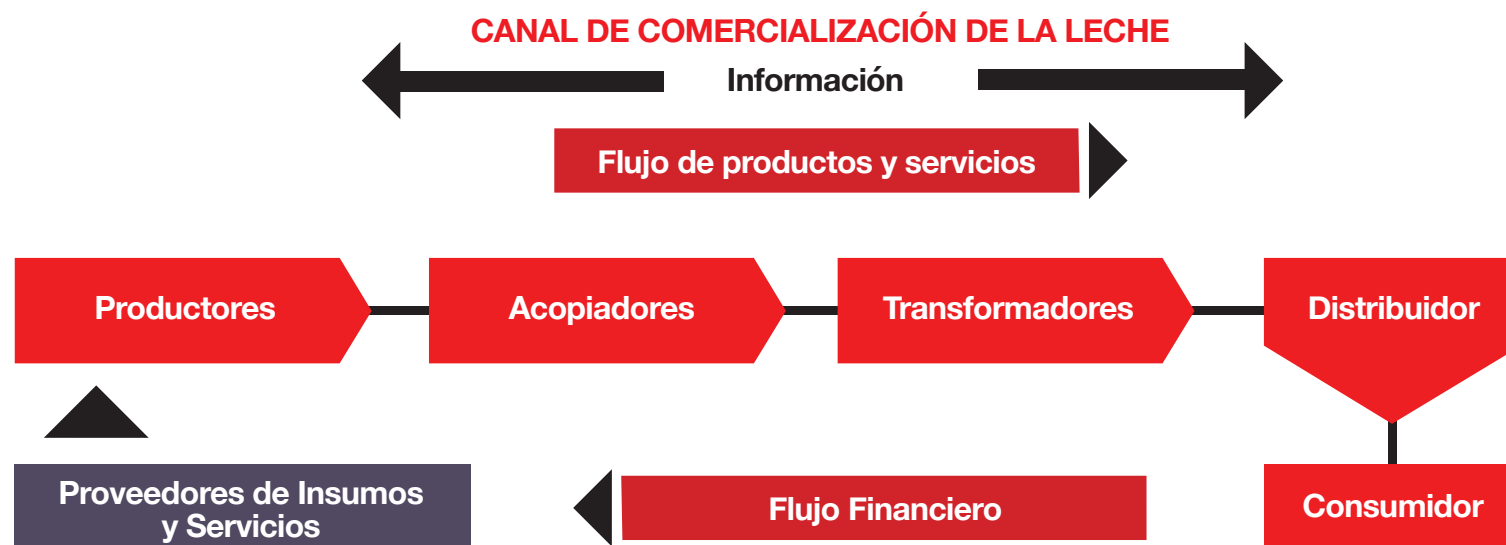 CANAL DE COMERCIALIZACIÓN DE LA LECHE
Información
Flujo de productos y servicios
Productores
Acopiadores
Transformadores
Distribuidor
Proveedores de Insumos
y Servicios
Flujo Financiero
Consumidor